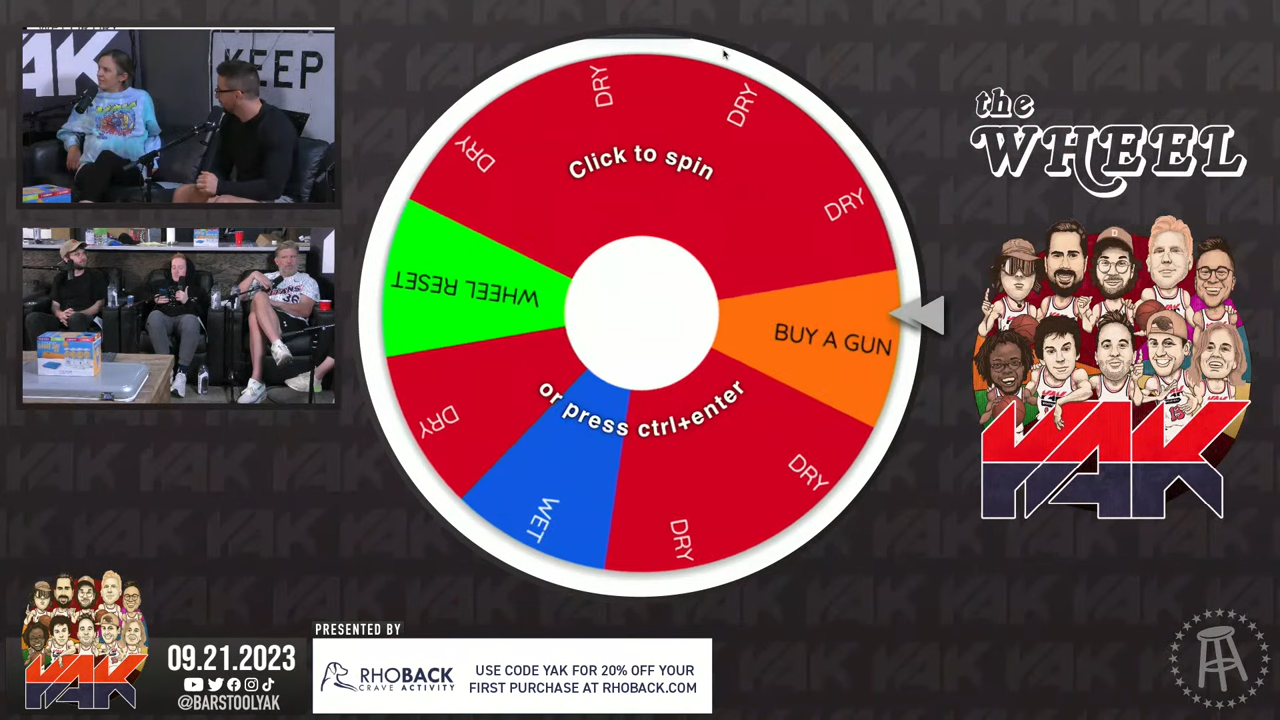 AK
KEEP
the
WHEEL
DRY
DRY
DRY
DRY
Click to spin
WHEEL RESET
BUY A GUN
or press ctrl+enter
DRY
DRY
WET
DRY
YAK
YAK
PRESENTED BY
09.21.2023
@BARSTOOLYAK
RHOBACK
CRAVE ACTIVITY
USE CODE YAK FOR 20% OFF YOUR
FIRST PURCHASE AT RHOBACK.COM